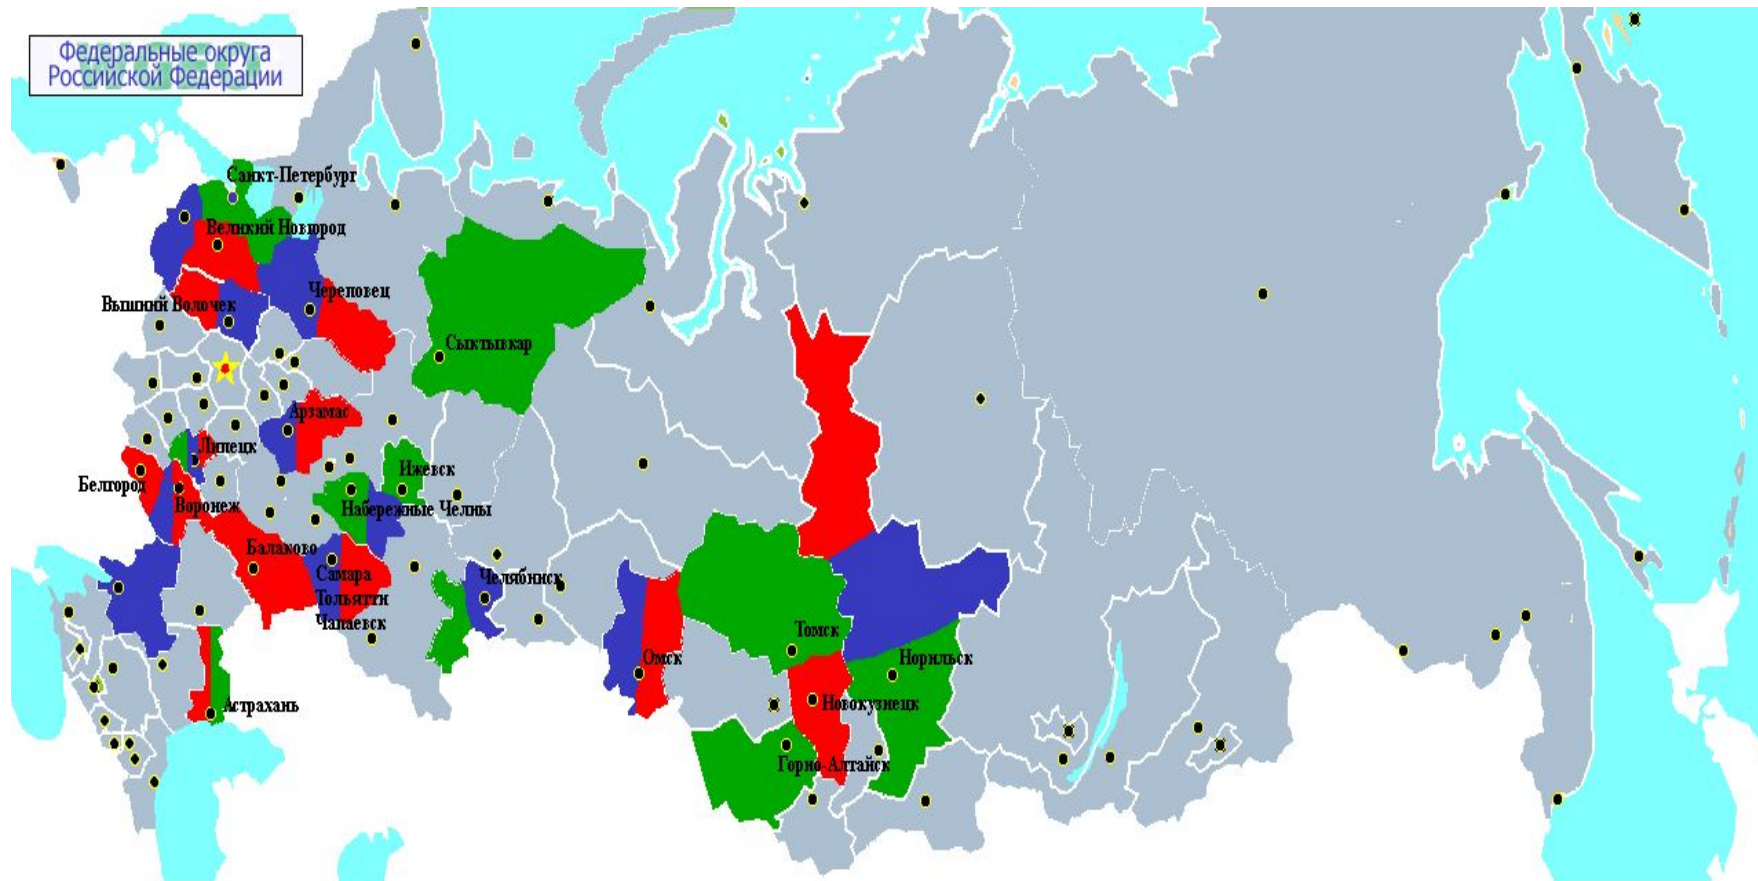 Федеральные округа
Российской Федерации
Санкт-Петербург
Великий Новгород
Вышний Волочек
Череповец
Сыктывкар
Арзамас
Липецк
Белгород
Воронеж
Ижевск
Набережные Челны
Балаково
Самара
Тольятти
Чапаевск
Челябинск
Астрахань
Омск
Томск
Норильск
Новокузнецк
Горно-Алтайск